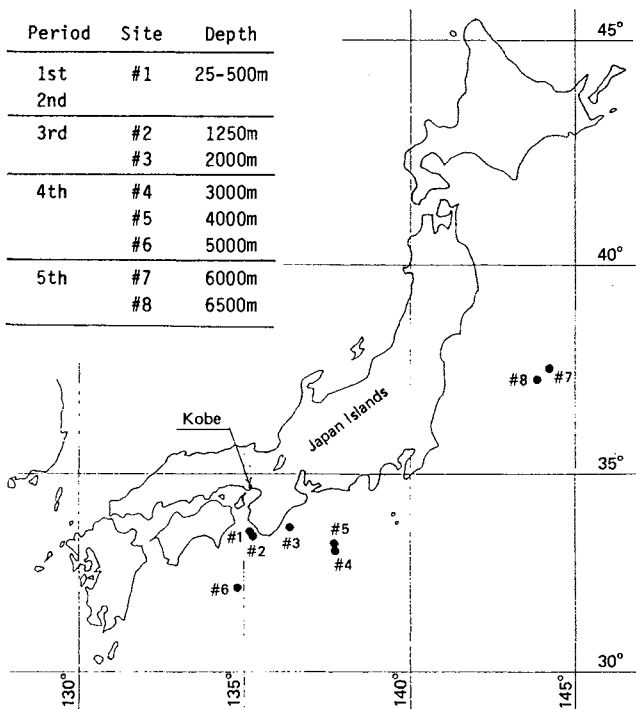 Period Site Depth
1st #1 25-500m
2nd
3rd #2 1250m
#3 2000m
4th #4 3000m
#5 4000m
#6 5000m
5th #7 6000m
#8 6500m
45°
40°
#8 #7
Japan Islands
Kobe
35°
#1 #2 #3 #5
#4
#6
30°
130° 135° 140° 145°